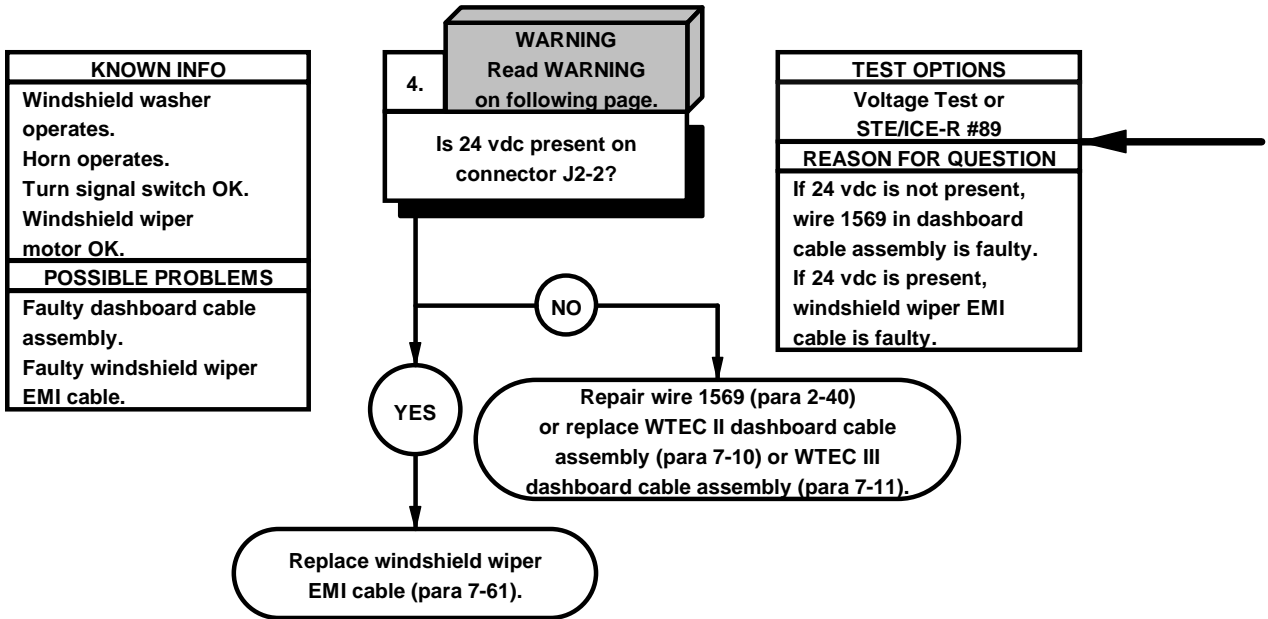 KNOWN INFO
Windshield washer
operates.
Horn operates.
Turn signal switch OK.
Windshield wiper
motor OK.
POSSIBLE PROBLEMS
Faulty dashboard cable
assembly.
Faulty windshield wiper
EMI cable.
WARNING
Read WARNING
on following page.
4.
Is 24 vdc present on
connector J2-2?
TEST OPTIONS
Voltage Test or
STE/ICE-R #89
REASON FOR QUESTION
If 24 vdc is not present,
wire 1569 in dashboard
cable assembly is faulty.
If 24 vdc is present,
windshield wiper EMI
cable is faulty.
NO
YES
Repair wire 1569 (para 2-40)
or replace WTEC II dashboard cable
assembly (para 7-10) or WTEC III
dashboard cable assembly (para 7-11).
Replace windshield wiper
EMI cable (para 7-61).